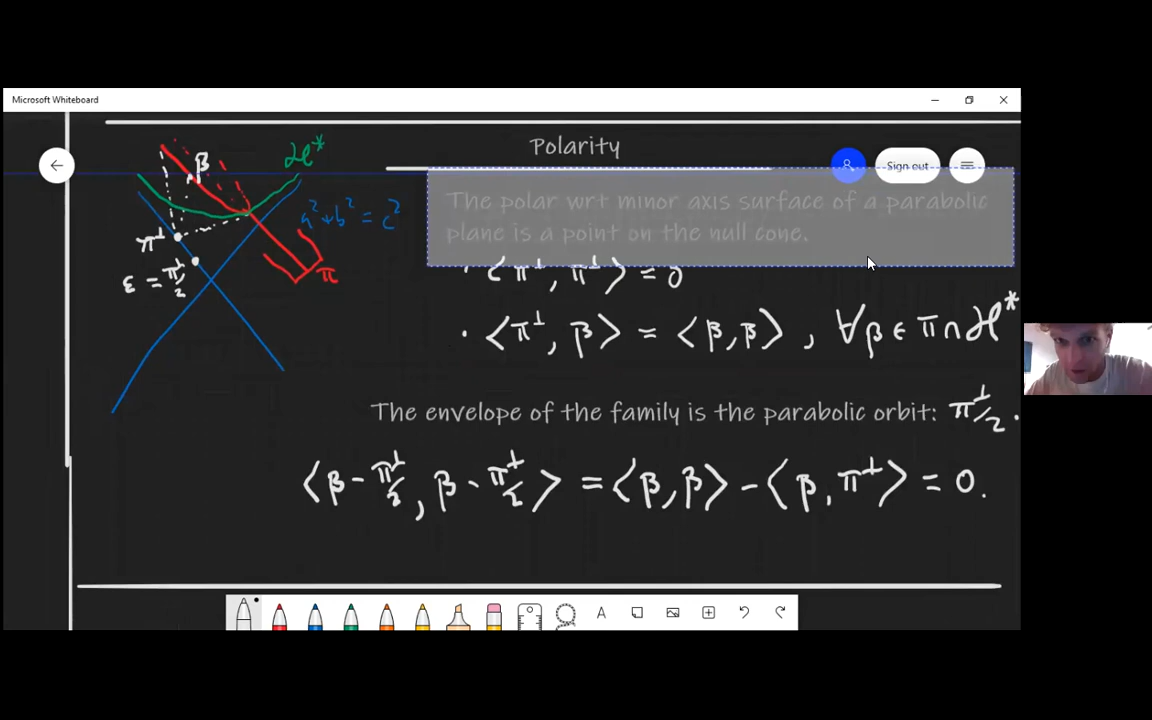 Microsoft Whiteboard
Polarity
Sign out
The polar wrt minor axis surface of a parabolic
plane is a point on the null cone.
· ⟨π^⊥, π^⊥⟩ = 0
· ⟨π^⊥, β⟩ = ⟨β, β⟩, ∀β ∈ π ∩ ℋ*
The envelope of the family is the parabolic orbit: π^⊥/2.
⟨β - π^⊥/2, β - π^⊥/2⟩ = ⟨β, β⟩ - ⟨β, π^⊥⟩ = 0.
β
ℋ*
a² + b² = c²
π^⊥
ε = π^⊥/2
π
A